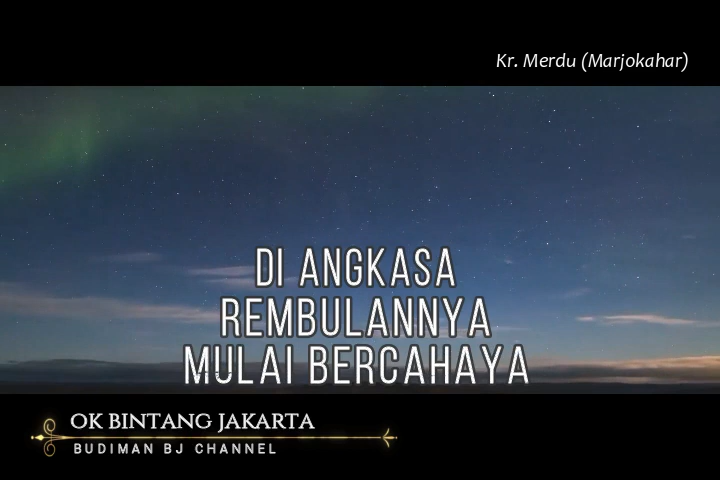 Kr. Merdu (Marjokahar)
DI ANGKASA
REMBULANNYA
MULAI BERCAHAYA
OK BINTANG JAKARTA
BUDIMAN BJ CHANNEL